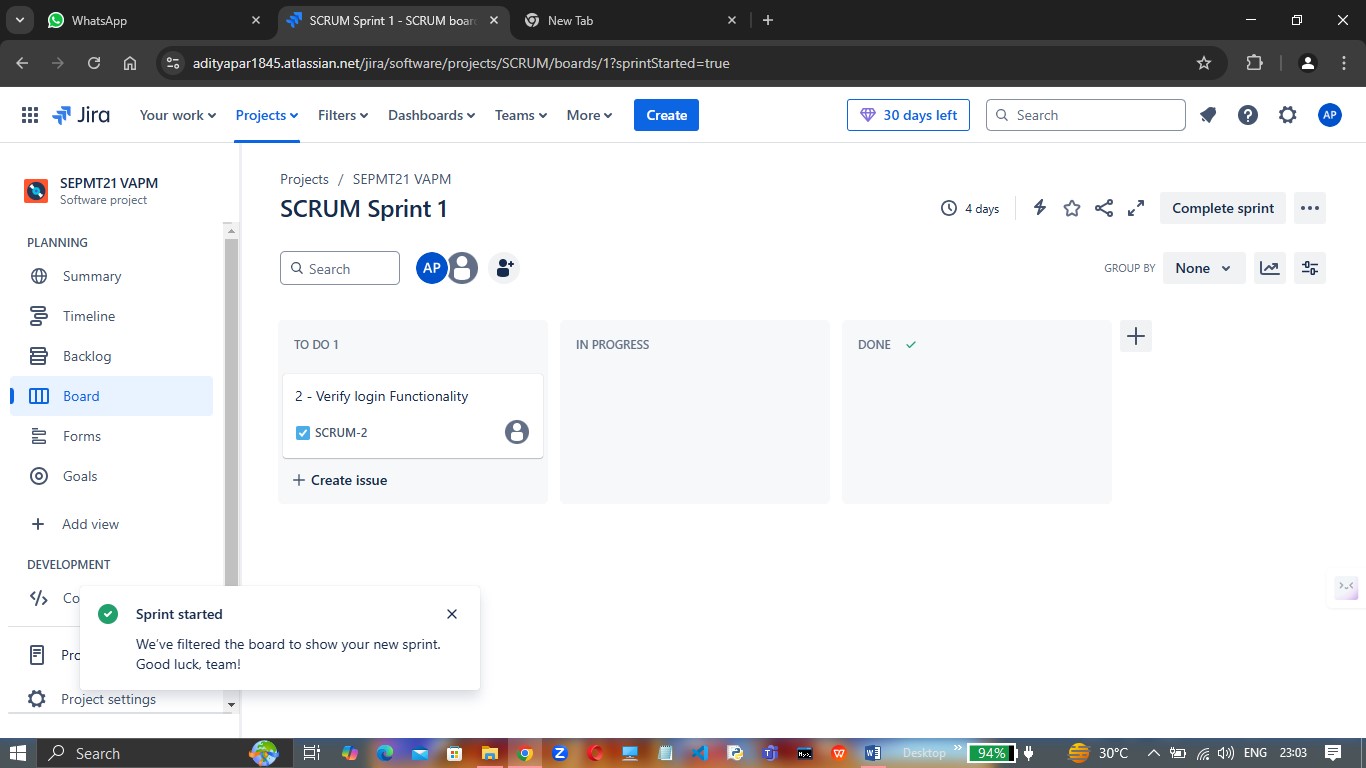 WhatsApp
SCRUM Sprint 1 - SCRUM boar
New Tab
adityapar1845.atlassian.net/jira/software/projects/SCRUM/boards/1?sprintStarted=true
Jira
Your work
Projects
Filters
Dashboards
Teams
More
Create
30 days left
Search
AP
SEPMT21 VAPM
Software project
PLANNING
Summary
Timeline
Backlog
Board
Forms
Goals
Add view
DEVELOPMENT
Co
Pro
Project settings
Projects / SEPMT21 VAPM
SCRUM Sprint 1
4 days
Complete sprint
Search
AP
GROUP BY
None
TO DO 1
IN PROGRESS
DONE
2 - Verify login Functionality
SCRUM-2
Create issue
Sprint started
We've filtered the board to show your new sprint.
Good luck, team!
Search
Desktop
94%
30°C
ENG
23:03